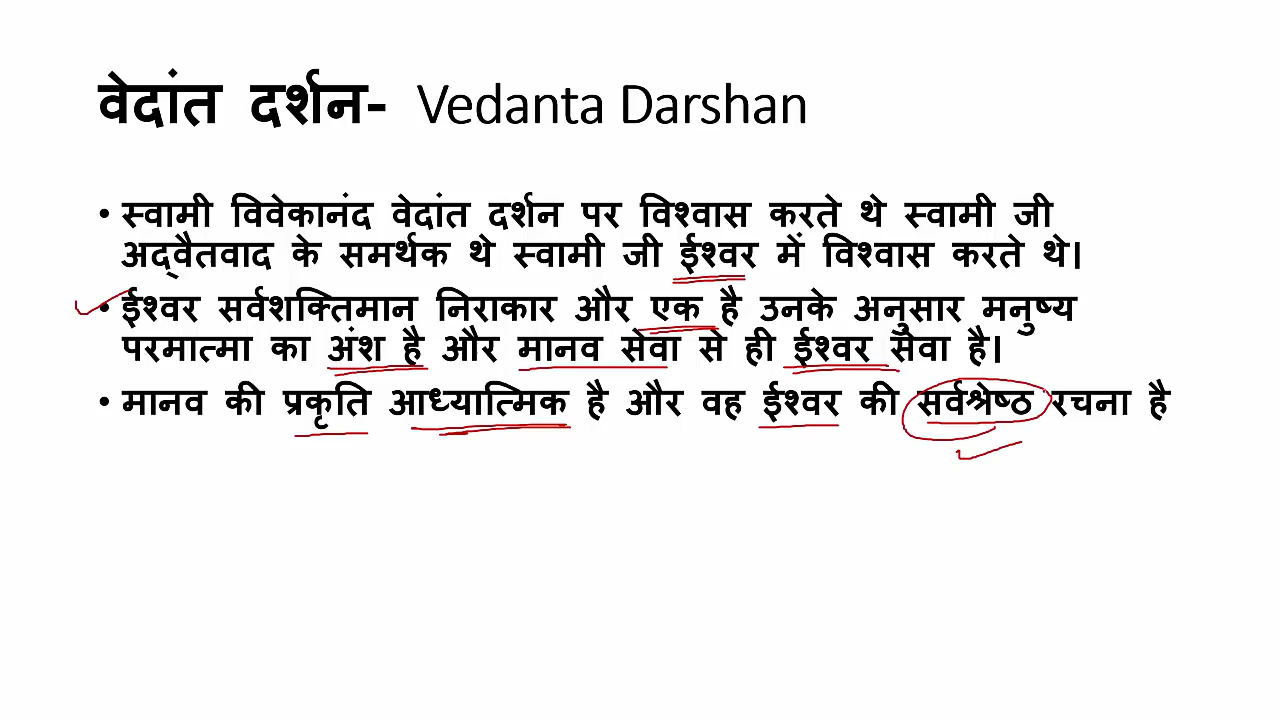 वेदांत दर्शन- Vedanta Darshan
• स्वामी विवेकानंद वेदांत दर्शन पर विश्वास करते थे स्वामी जी
अद्वैतवाद के समर्थक थे स्वामी जी ईश्वर में विश्वास करते थे।
• ईश्वर सर्वशक्तिमान निराकार और एक है उनके अनुसार मनुष्य
परमात्मा का अंश है और मानव सेवा से ही ईश्वर सेवा है।
• मानव की प्रकृति आध्यात्मिक है और वह ईश्वर की सर्वश्रेष्ठ रचना है